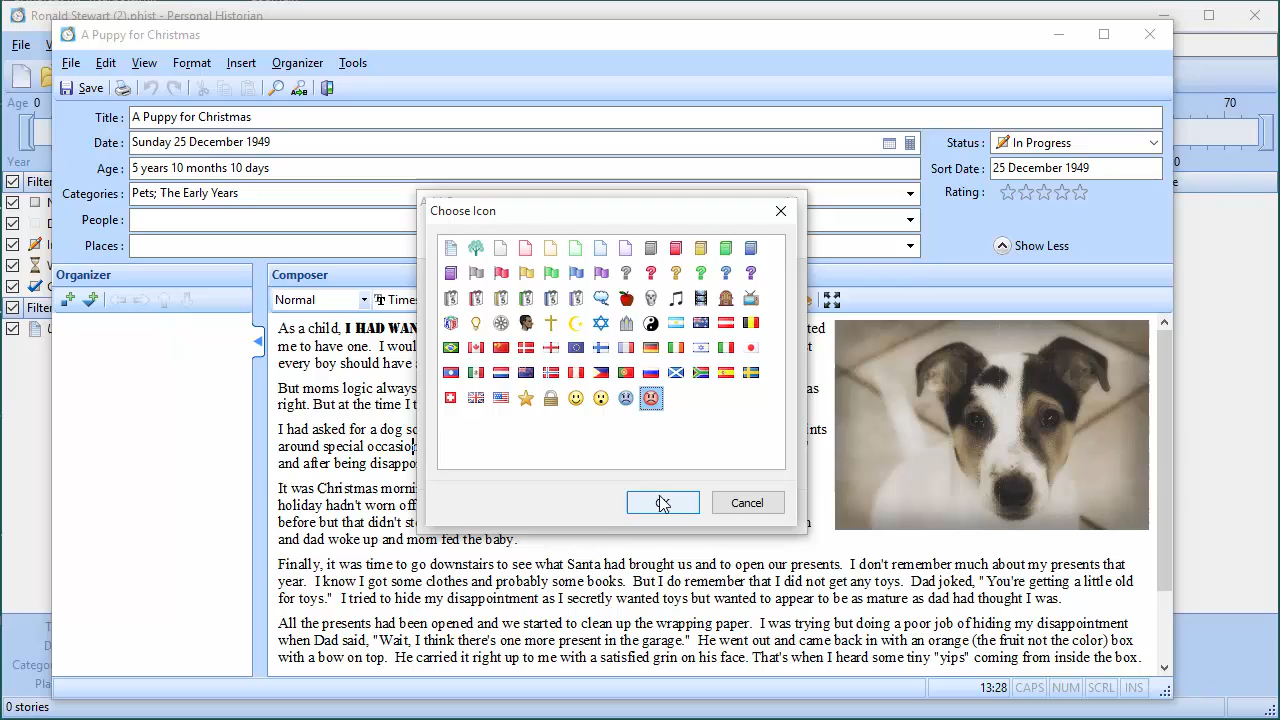 Ronald Stewart (2).phist - Personal Historian
A Puppy for Christmas
File
File Edit View Format Insert Organizer Tools
Save
Age 0
70
Title : A Puppy for Christmas
Date : Sunday 25 December 1949
Status : In Progress
Year
Age : 5 years 10 months 10 days
Sort Date : 25 December 1949
Filter
Categories : Pets; The Early Years
Rating :
People :
Places :
Show Less
Choose Icon
Organizer
Composer
Normal
Filter
As a child, I HAD WAN
me to have one. I wou
every boy should have a
But moms logic always
right. But at the time I t
I had asked for a dog so
around special occasion
and after being disappo
It was Christmas morni
holiday hadn't worn off
before but that didn't st
and dad woke up and mom fed the baby.
Cancel
Finally, it was time to go downstairs to see what Santa had brought us and to open our presents. I don't remember much about my presents that
year. I know I got some clothes and probably some books. But I do remember that I did not get any toys. Dad joked, "You're getting a little old
for toys." I tried to hide my disappointment as I secretly wanted toys but wanted to appear to be as mature as dad had thought I was.
All the presents had been opened and we started to clean up the wrapping paper. I was trying but doing a poor job of hiding my disappointment
when Dad said, "Wait, I think there's one more present in the garage." He went out and came back in with an orange (the fruit not the color) box
with a bow on top. He carried it right up to me with a satisfied grin on his face. That's when I heard some tiny "yips" coming from inside the box.
13:28 CAPS NUM SCRL INS
0 stories